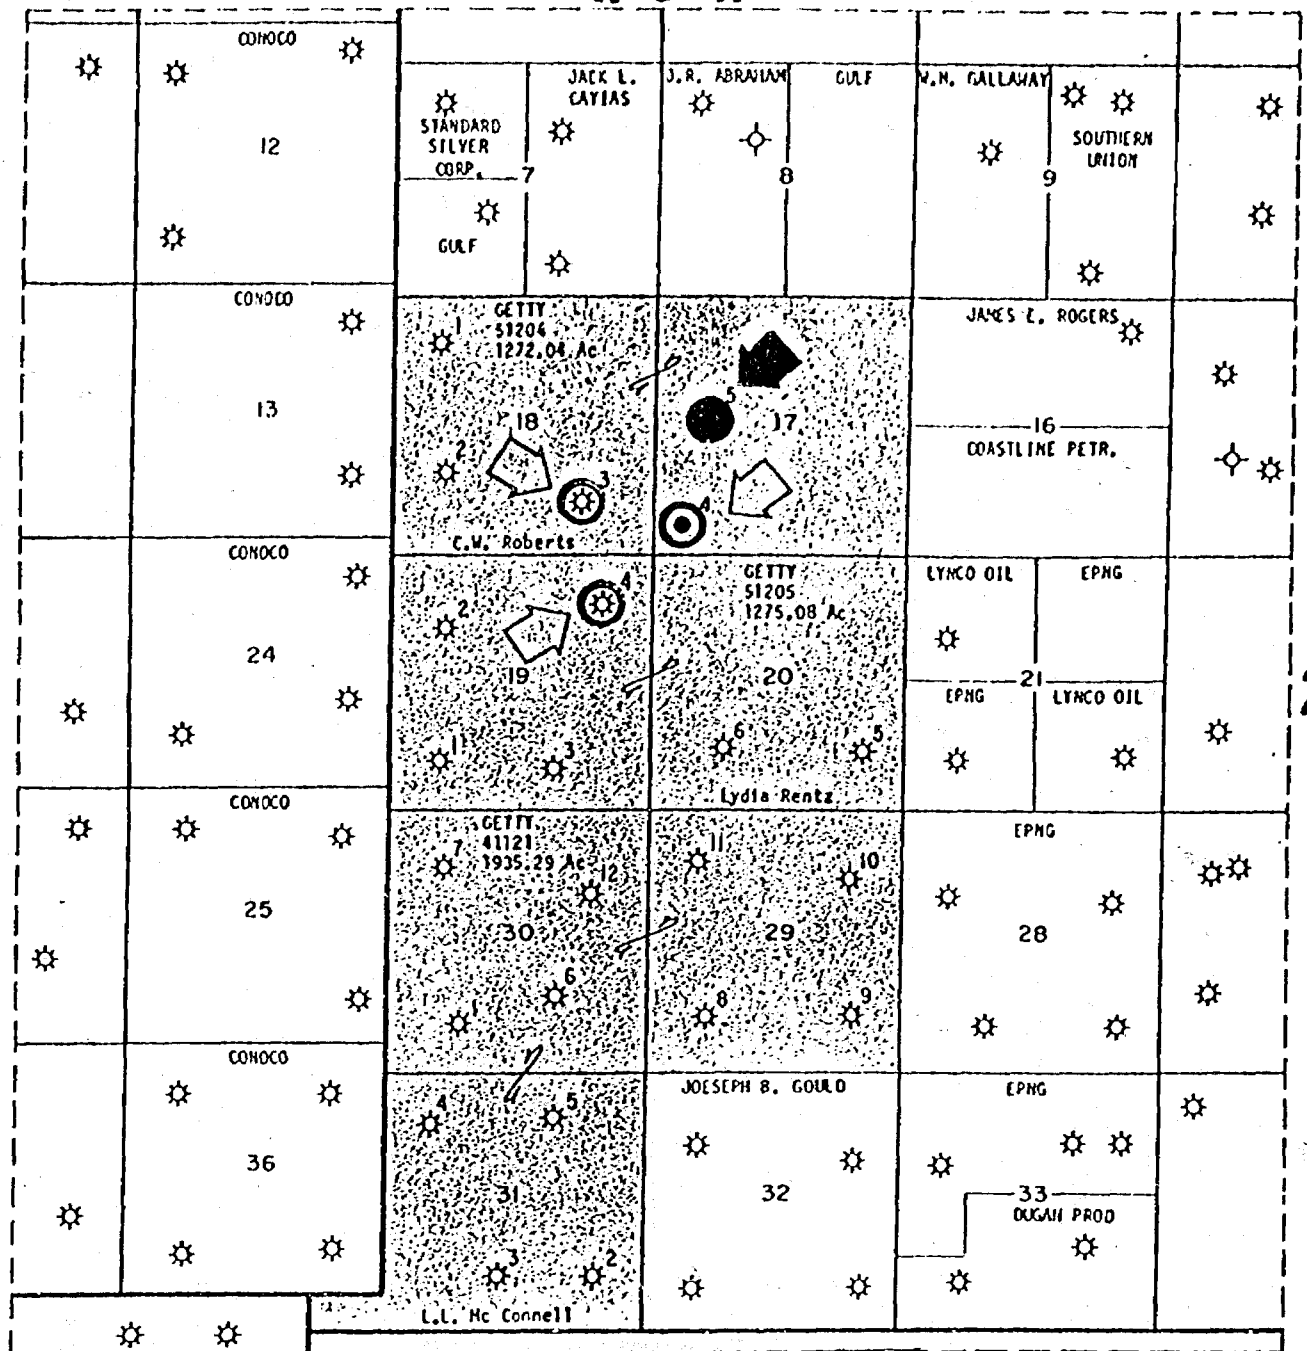 CONOCO
12
STANDARD
SILVER
CORP.
7
GULF
JACK L.
CAYIAS
J.R. ABRAHAM
GULF
8
W.N. GALLAWAY
9
SOUTHERN
UNION
CONOCO
13
1
GETTY
51204
1272.04 Ac
18
2
3
C.W. Roberts
5
17
4
JAMES E. ROGERS
16
COASTLINE PETR.
CONOCO
24
2
4
19
11
3
GETTY
51205
1275.08 Ac
20
6
5
Lydia Rentz
LYNCO OIL
EPNG
21
EPNG
LYNCO OIL
CONOCO
25
GETTY
41121
1935.29 Ac
7
12
30
6
1
11
10
29
8
9
EPNG
28
CONOCO
36
4
5
31
3
2
L.L. Mc Connell
JOESEPH B. GOULD
32
EPNG
33
DUGAN PROD